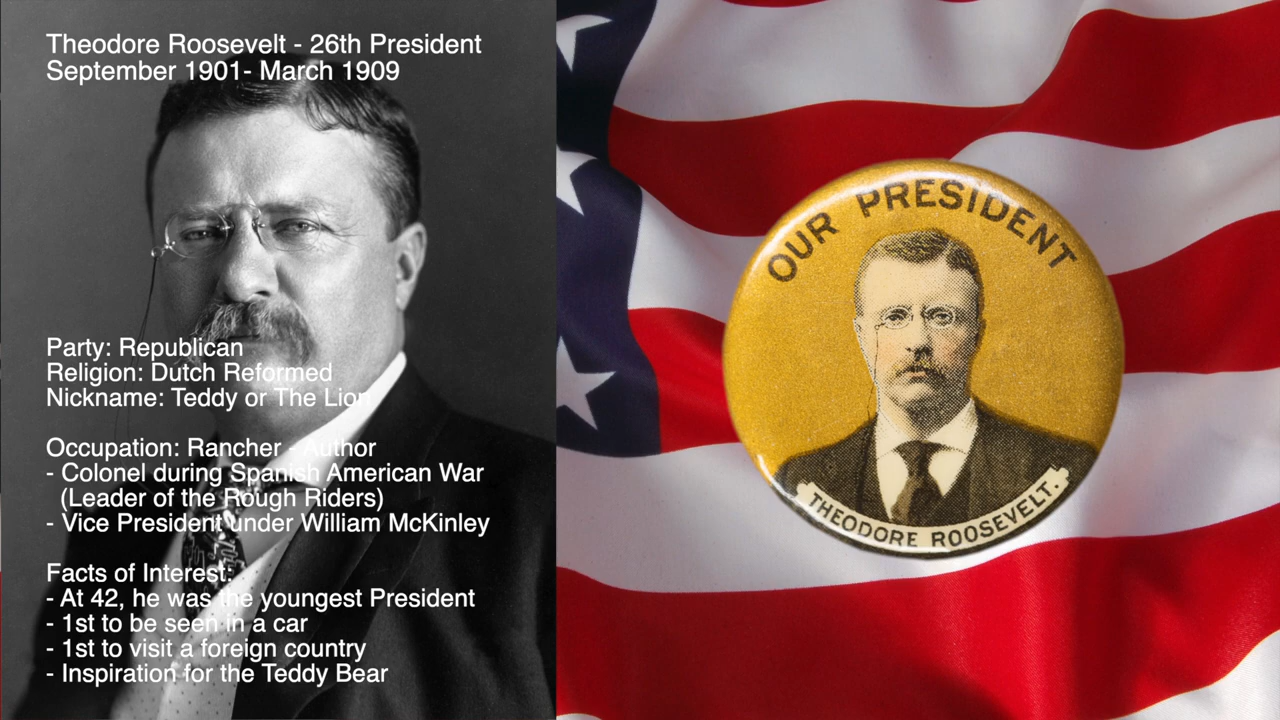 Theodore Roosevelt - 26th President
September 1901- March 1909
Party: Republican
Religion: Dutch Reformed
Nickname: Teddy or The Lion
Occupation: Rancher - Author
- Colonel during Spanish American War
(Leader of the Rough Riders)
- Vice President under William McKinley
Facts of Interest:
- At 42, he was the youngest President
- 1st to be seen in a car
- 1st to visit a foreign country
- Inspiration for the Teddy Bear
OUR PRESIDENT
THEODORE ROOSEVELT.